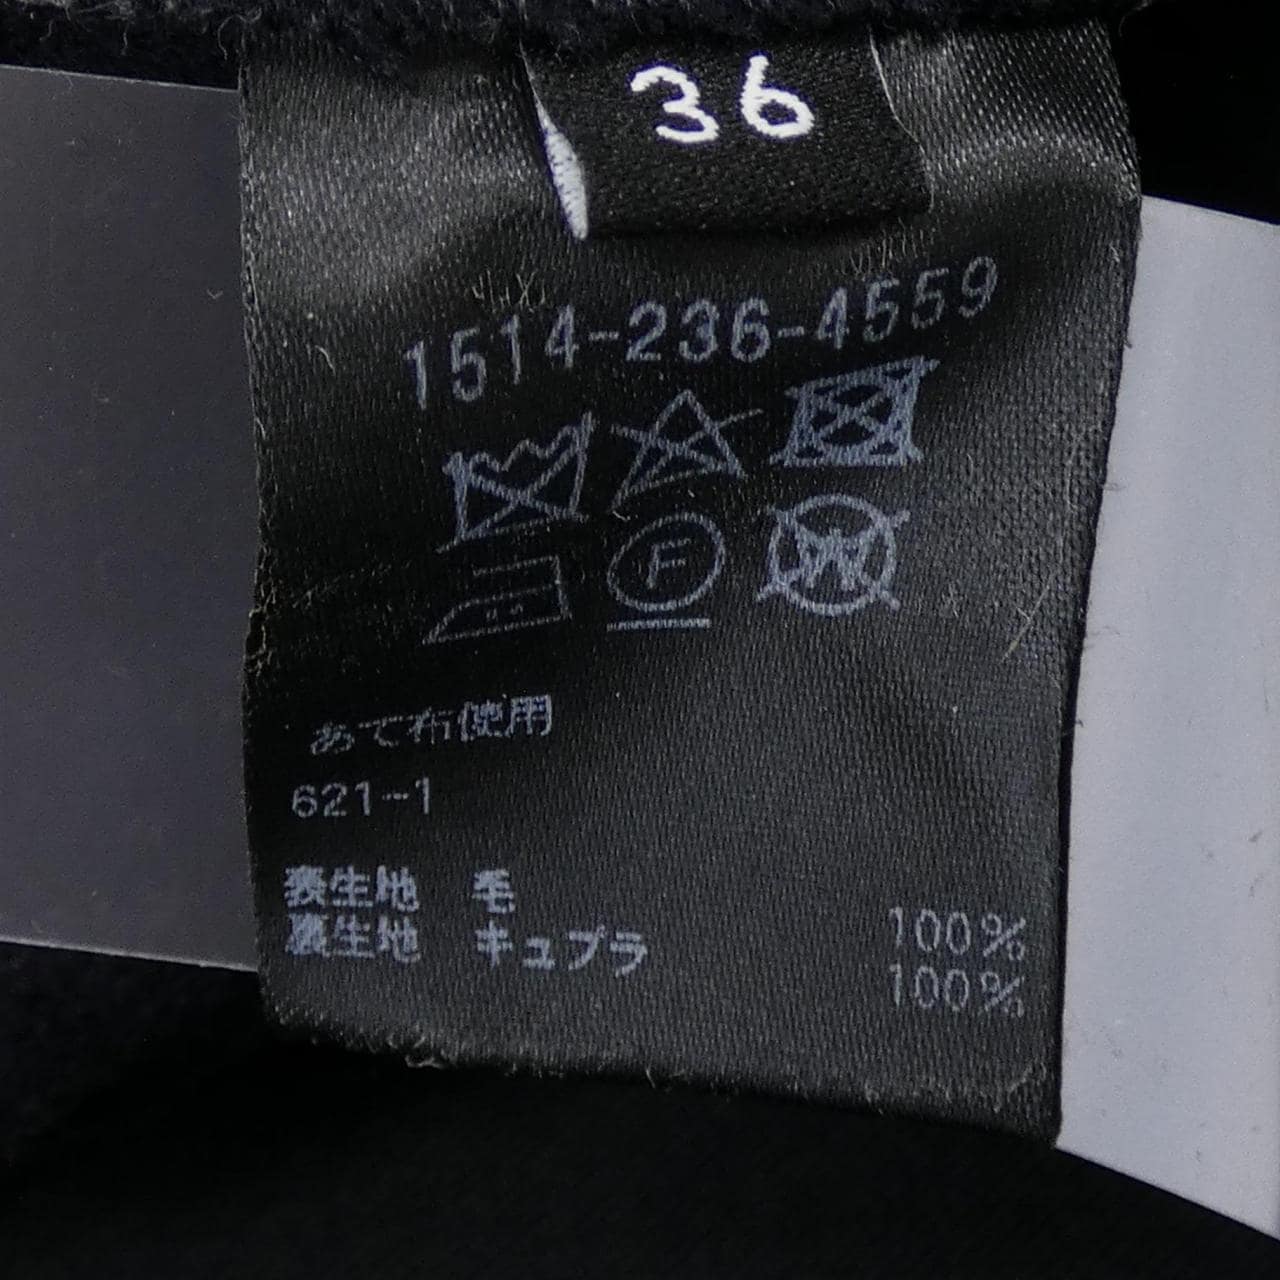 36
1514-236-4559
F
W
あて布使用
621-1
表生地 毛 100%
裏生地 キュプラ 100%